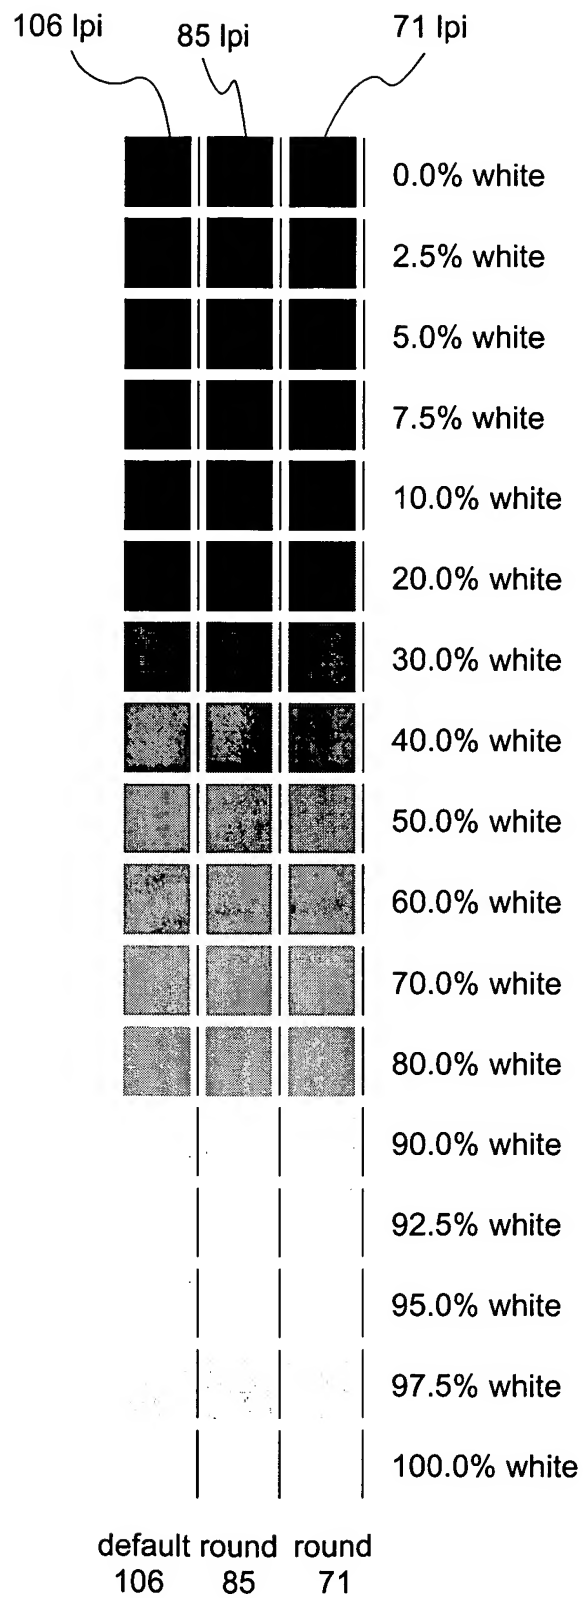 106 lpi
85 lpi
71 lpi
0.0% white
2.5% white
5.0% white
7.5% white
10.0% white
20.0% white
30.0% white
40.0% white
50.0% white
60.0% white
70.0% white
80.0% white
90.0% white
92.5% white
95.0% white
97.5% white
100.0% white
default round round
106 85 71